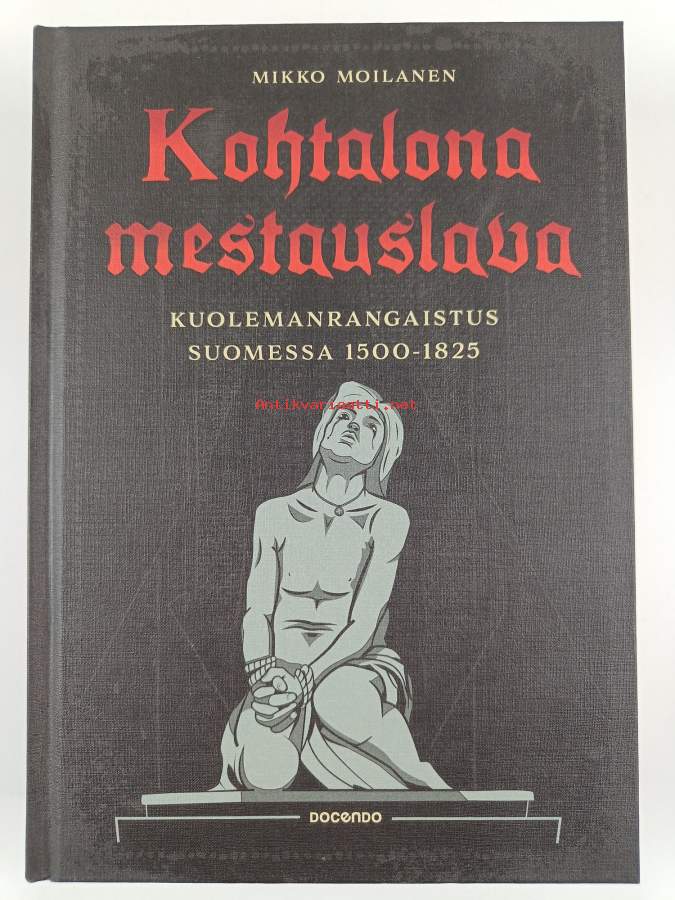 MIKKO MOILANEN
Kohtalona
mestauslava
KUOLEMANRANGAISTUS
SUOMESSA 1500-1825
Antikvariaatti.net
DOCENDO